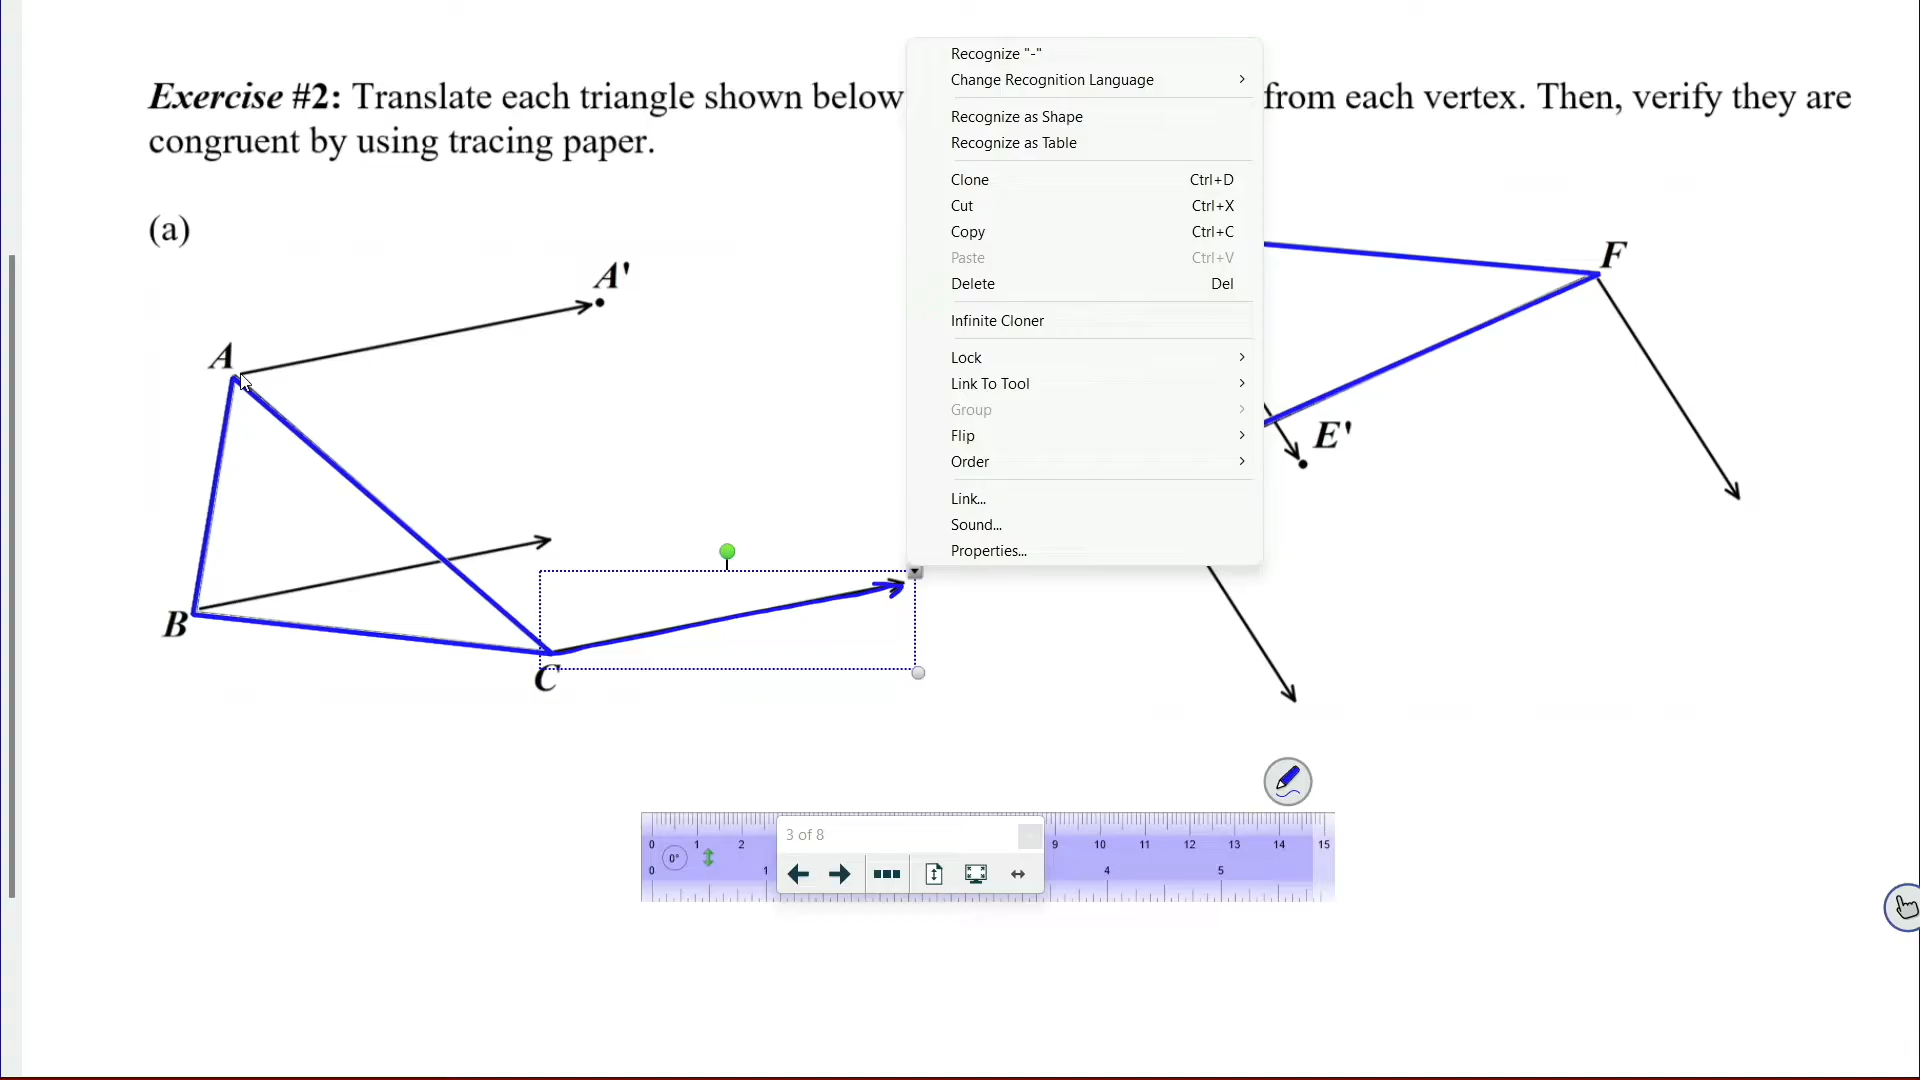 Exercise #2: Translate each triangle shown below from each vertex. Then, verify they are
congruent by using tracing paper.
(a)
A'
A
B
C
F
E'
Recognize "-"
Change Recognition Language
Recognize as Shape
Recognize as Table
Clone Ctrl+D
Cut Ctrl+X
Copy Ctrl+C
Paste Ctrl+V
Delete Del
Infinite Cloner
Lock
Link To Tool
Group
Flip
Order
Link...
Sound...
Properties...
3 of 8
0 1 2 9 10 11 12 13 14 15
0°
0 1 4 5